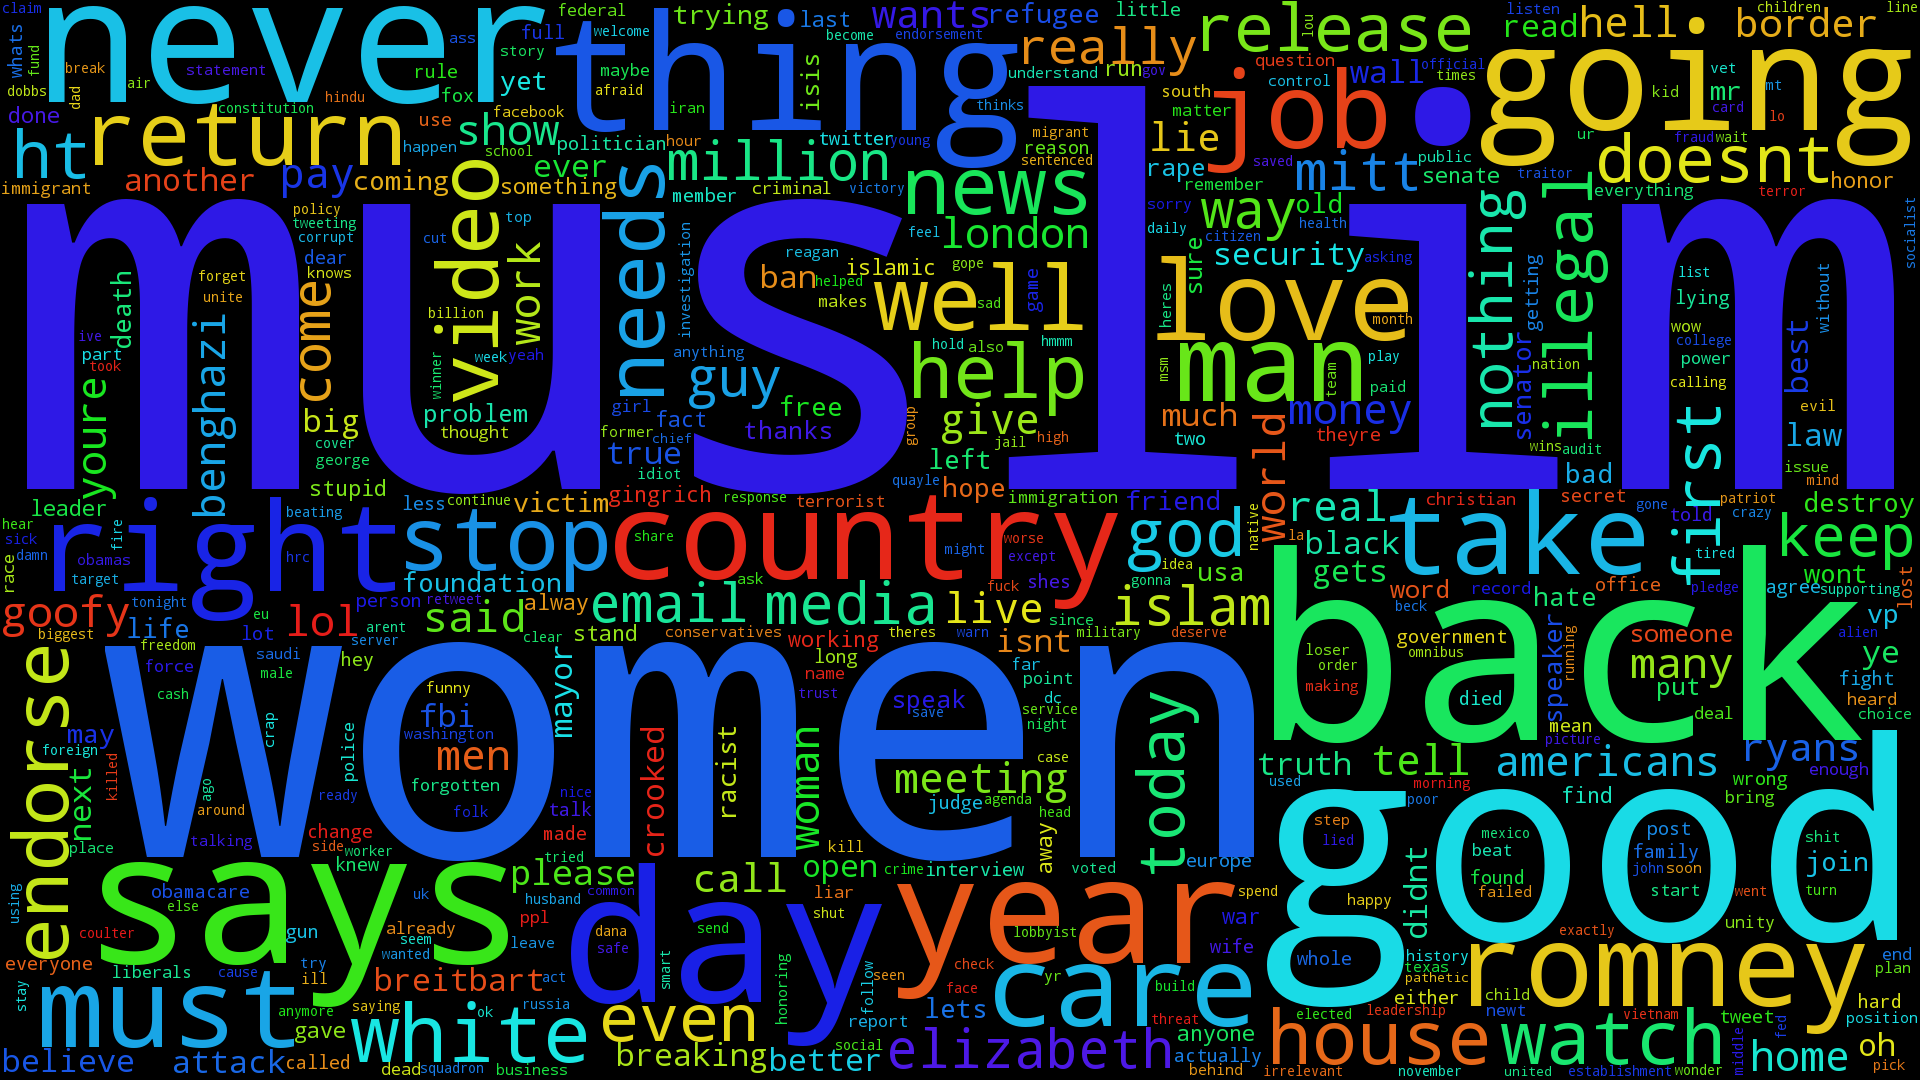 claim never federal trying last wants refugee little release listen read hell children line border
whats fund full welcome become endorsement really lou going
ass story thing understand run gov question wall official vet
break air statement rule yet maybe isis control times mr mt
dobbs dad hindu fox facebook afraid iran thinks south job kid card lo
done constitution use show politician hour twitter young migrant matter ur fraud wait
ht return happen school ever million reason lie saved mitt public doesnt traitor
immigrant another pay coming something member criminal victory sentenced rape remember senate everything terror honor
muslim policy top news sorry way old
tweeting corrupt cut video needs investigation feel london daily citizen health illegal nothing socialist
death forget dear work reagan islamic gope sure security asking getting list
unite knows ban helped makes well sad game heres love month senator lying without
ive come billion anything hold also hmmm msm wow college best
part took benghazi winner week yeah guy help team man play nation power calling
youre big problem girl fact free group give much money paid evil
cover thought former chief true thanks jail high two theyre wins audit law
george stupid idiot left world bad issue mind
leader less continue victim gingrich response terrorist quayle hope immigration friend christian secret gone patriot destroy
hear beating right stop country might native real take told crazy first keep
sick damn fire obamas share worse except god la black tired
race target hrc foundation ask fuck shes idea gonna usa gets word record office pledge agree wont lost
goofy tonight eu lol person retweet alway email media live islam beck hate supporting vp
biggest life lot arent said clear stand conservatives theres since warn military deserve back government speaker running someone alien
freedom server working isnt omnibus many ye
endorse force saudi male hey mayor long name far point loser order put fight
may cash women funny fbi trust speak save dc service today making died deal heard choice
foreign crap police washington men crooked racist woman night mean picture
next killed ago forgotten meeting case truth tell americans ryans enough
around ready folk nice talk judge agenda head used morning find wrong bring
place talking change side worker made kill away poor good step mexico post shit
says knew tried please call open crime interview voted europe lied beat family join
using obamacare else uk common husband liar year spend happy found john soon turn
coulter gun already ppl day shut lobbyist war didnt failed start went
everyone liberals cause try seem wanted leave dana safe send check wife whole exactly unity end
must ill breitbart act smart honoring follow seen face care yr build history texas pathetic romney plan
stay anymore saying white ok russia even lets threat elected either child newt hard position
gave report social anyone leadership vietnam tweet fed
believe attack called dead squadron business breaking better elizabeth behind actually irrelevant house november watch united establishment wonder middle home oh pick